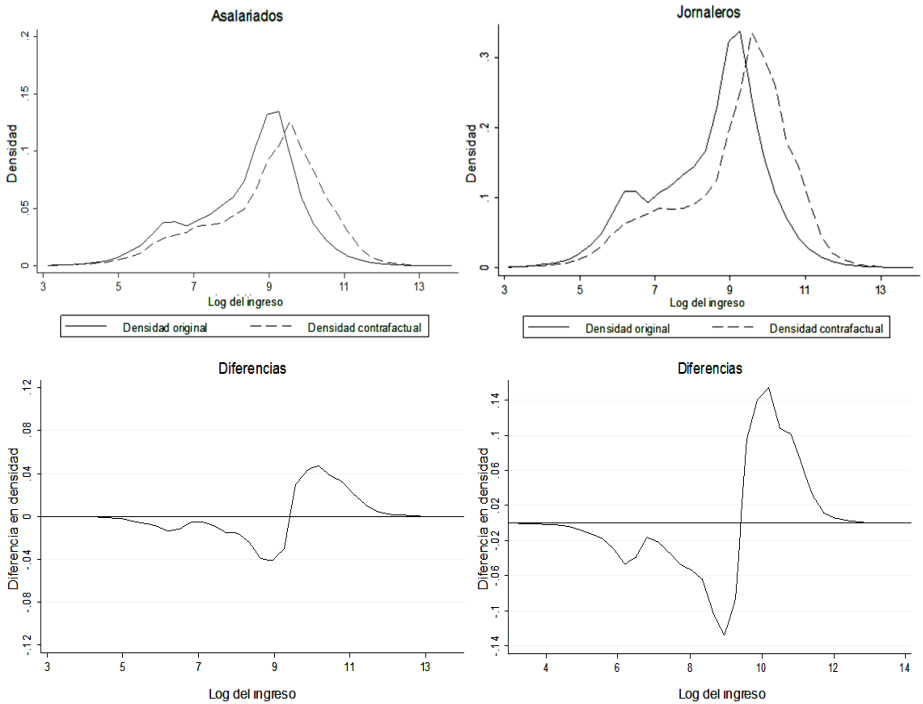 Asalariados
Densidad
.2
.15
.1
.05
0
3 5 7 9 11 13
Log del ingreso
Densidad original Densidad contrafactual
Jornaleros
Densidad
.3
.2
.1
0
3 5 7 9 11 13
Log del ingreso
Densidad original Densidad contrafactual
Diferencias
Diferencia en densidad
.12
.08
.04
0
-.04
-.08
-.12
3 5 7 9 11 13
Log del ingreso
Diferencias
Diferencia en densidad
.14
.1
.06
.02
-.02
-.06
-.1
-.14
4 6 8 10 12 14
Log del ingreso